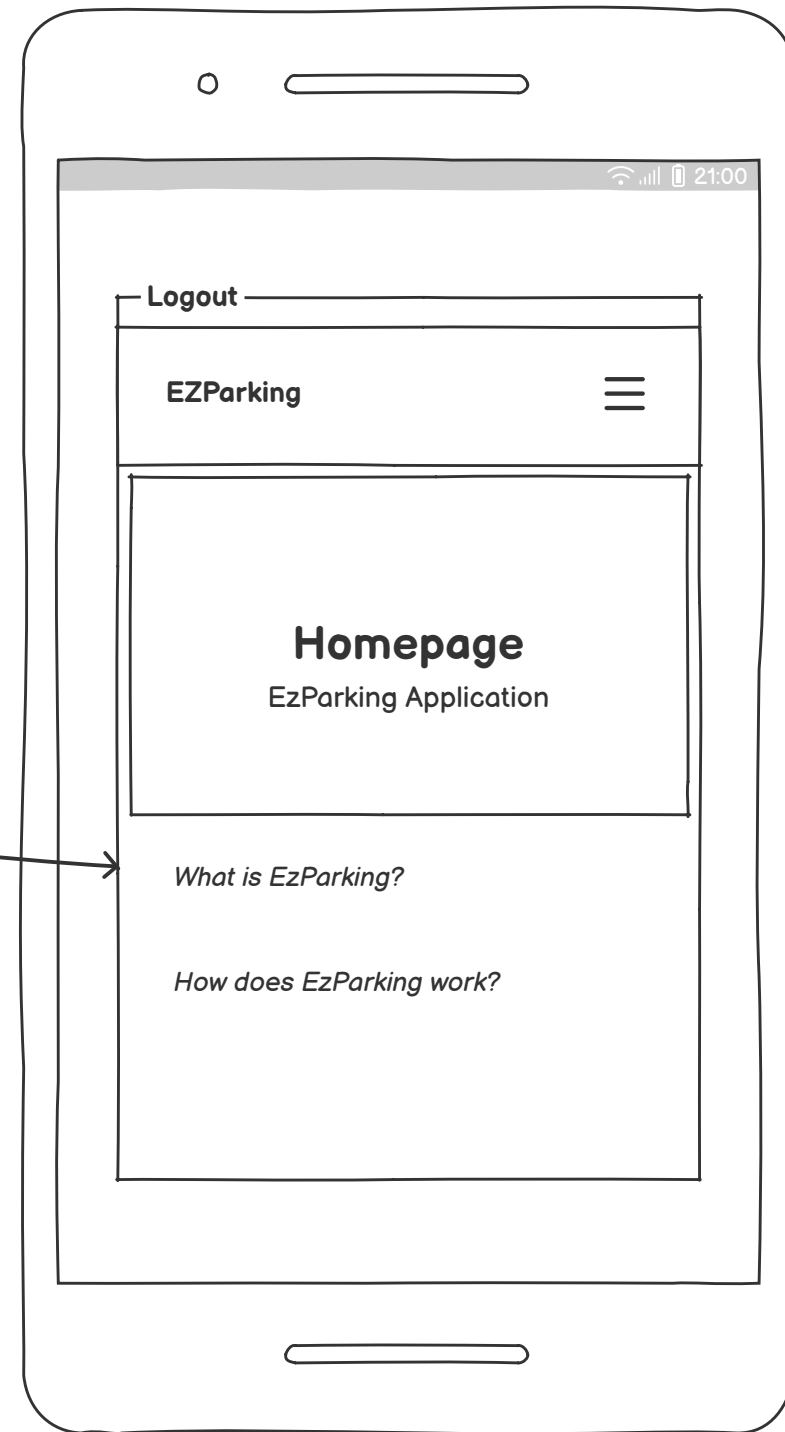 21:00
Logout
EZParking
Homepage
EzParking Application
What is EzParking?
How does EzParking work?